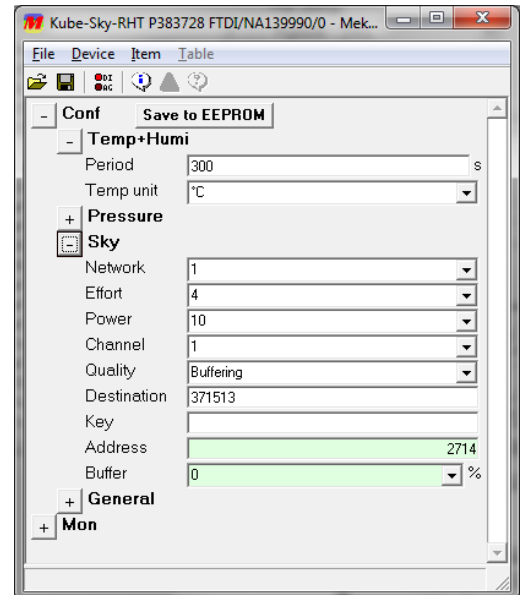 Kube-Sky-RHT P383728 FTDI/NA139990/0 - Mek...
File Device Item Table
- Conf Save to EEPROM
- Temp+Humi
Period 300 s
Temp unit °C
+ Pressure
- Sky
Network 1
Effort 4
Power 10
Channel 1
Quality Buffering
Destination 371513
Key
Address 2714
Buffer 0 %
+ General
+ Mon